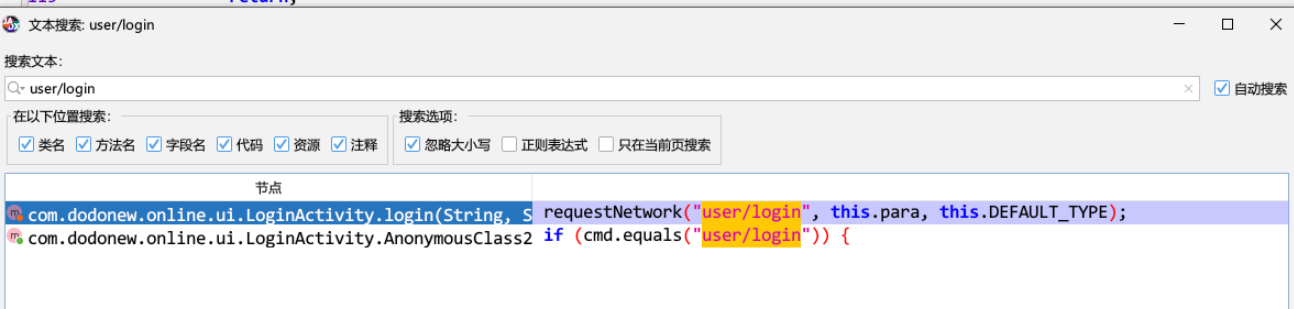 119 return;
文本搜索: user/login
搜索文本:
user/login
自动搜索
在以下位置搜索:
搜索选项:
类名 方法名 字段名 代码 资源 注释
忽略大小写 正则表达式 只在当前页搜索
节点
com.dodonew.online.ui.LoginActivity.login(String, S requestNetwork("user/login", this.para, this.DEFAULT_TYPE);
com.dodonew.online.ui.LoginActivity.AnonymousClass2 if (cmd.equals("user/login")) {